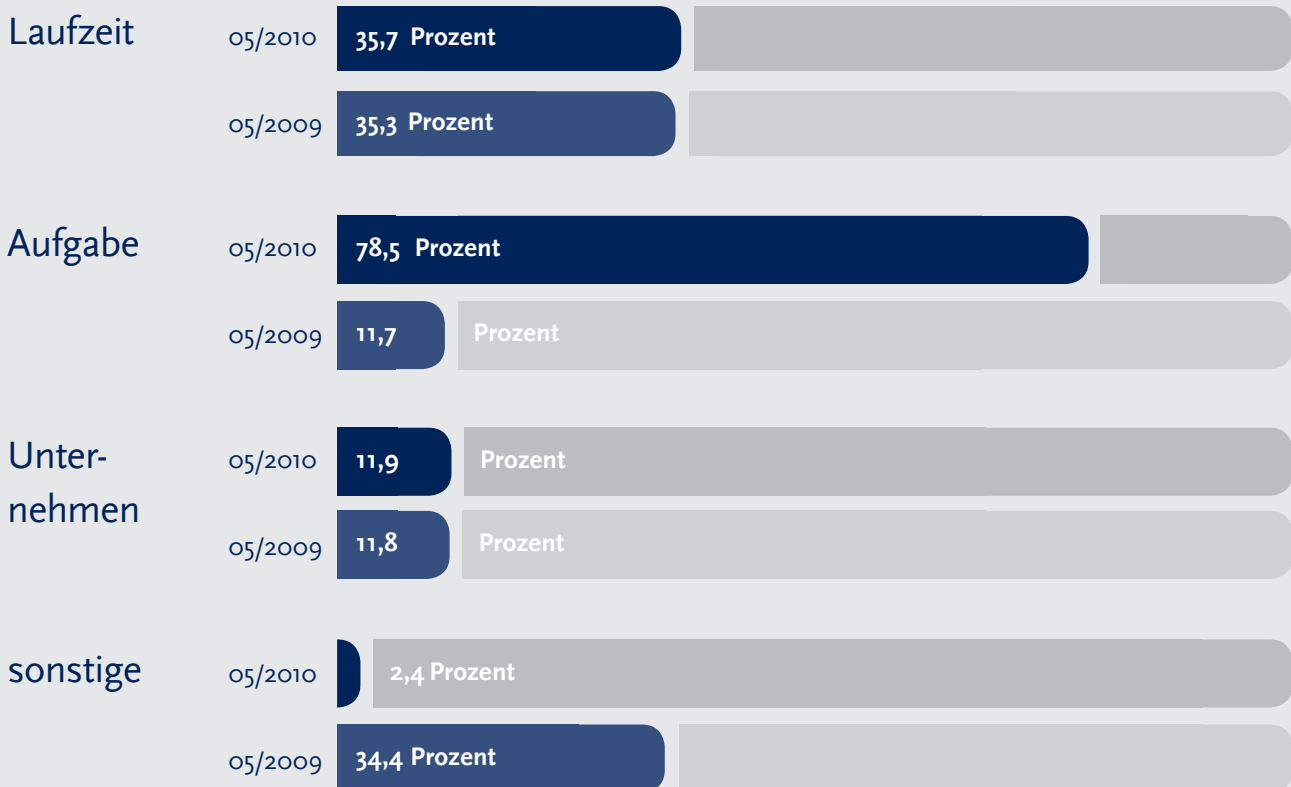 Laufzeit 05/2010 35,7 Prozent
05/2009 35,3 Prozent
Aufgabe 05/2010 78,5 Prozent
05/2009 11,7 Prozent
Unter-
nehmen
05/2010 11,9 Prozent
05/2009 11,8 Prozent
sonstige 05/2010 2,4 Prozent
05/2009 34,4 Prozent